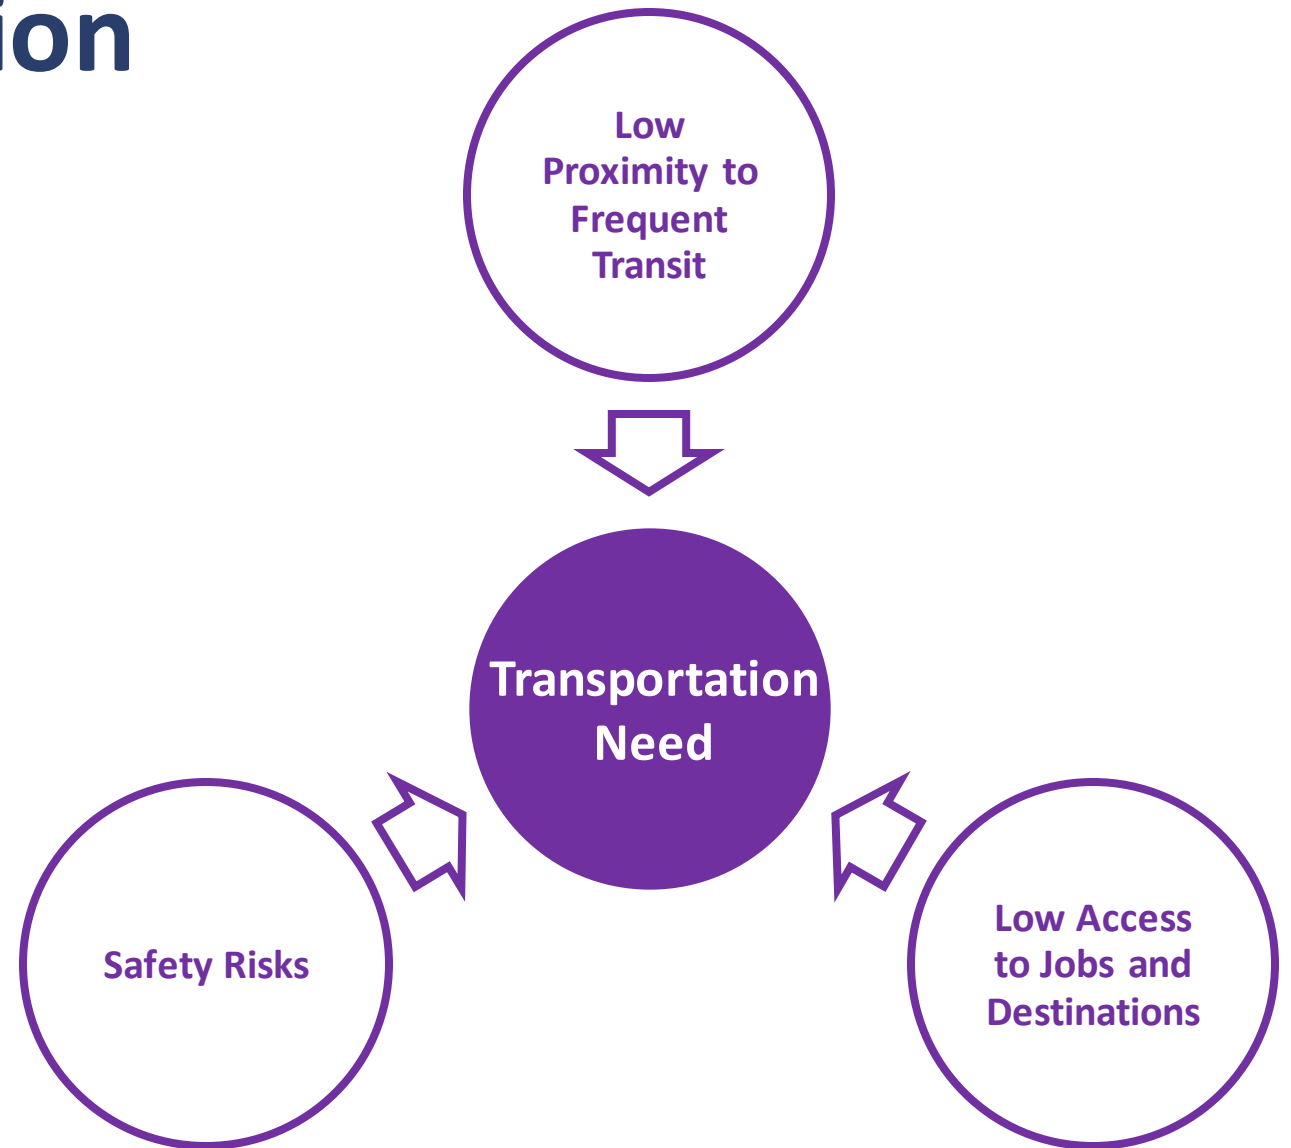 ion
Low
Proximity to
Frequent
Transit
Transportation
Need
Safety Risks
Low Access
to Jobs and
Destinations